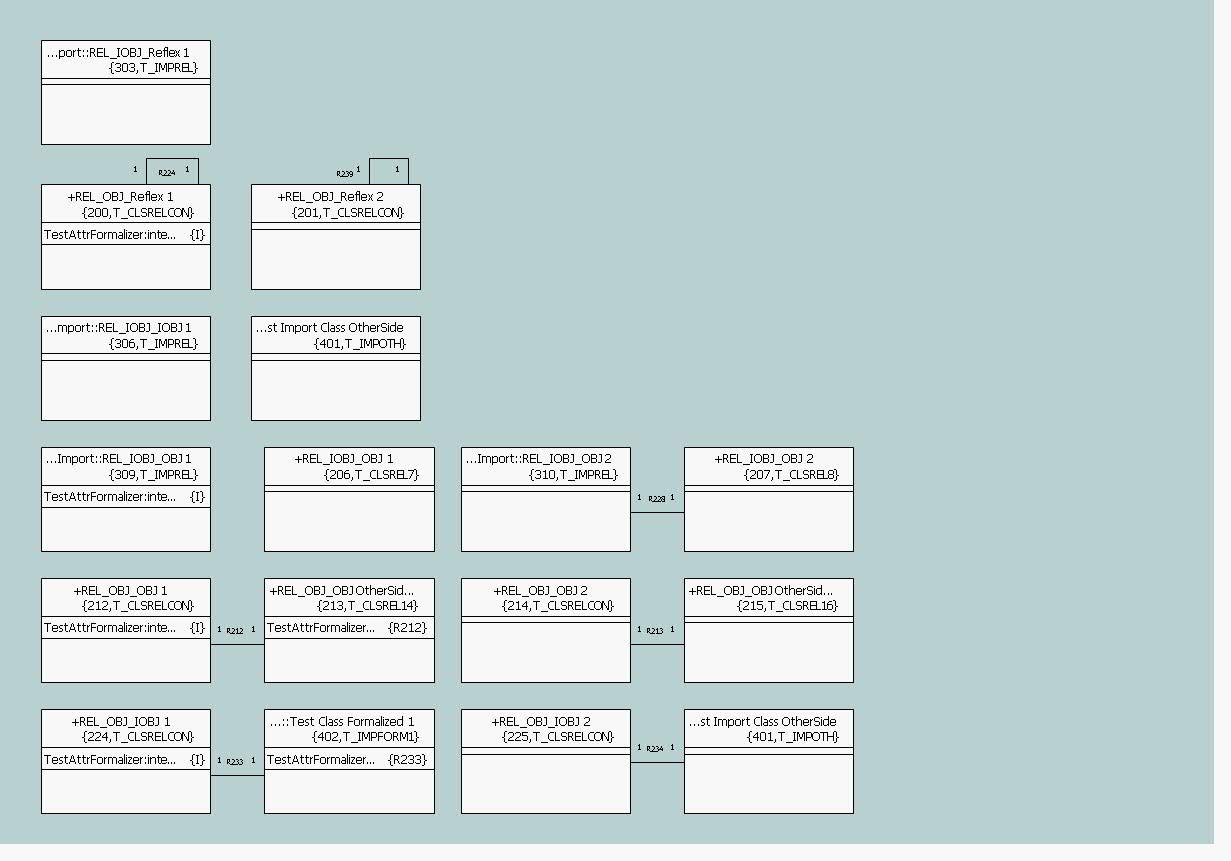 ...port::REL_IOBJ_Reflex 1
{303,T_IMPREL}
1 R224 1
R239 1 1
+REL_OBJ_Reflex 1
{200,T_CLSRELCON}
TestAttrFormalizer:inte... {I}
+REL_OBJ_Reflex 2
{201,T_CLSRELCON}
...mport::REL_IOBJ_IOBJ 1
{306,T_IMPREL}
...st Import Class OtherSide
{401,T_IMPOTH}
...Import::REL_IOBJ_OBJ 1
{309,T_IMPREL}
TestAttrFormalizer:inte... {I}
+REL_IOBJ_OBJ 1
{206,T_CLSREL7}
...Import::REL_IOBJ_OBJ 2
{310,T_IMPREL}
1 R228 1
+REL_IOBJ_OBJ 2
{207,T_CLSREL8}
+REL_OBJ_OBJ 1
{212,T_CLSRELCON}
TestAttrFormalizer:inte... {I}
1 R212 1
+REL_OBJ_OBJ OtherSid...
{213,T_CLSREL14}
TestAttrFormalizer... {R212}
+REL_OBJ_OBJ 2
{214,T_CLSRELCON}
1 R213 1
+REL_OBJ_OBJ OtherSid...
{215,T_CLSREL16}
+REL_OBJ_IOBJ 1
{224,T_CLSRELCON}
TestAttrFormalizer:inte... {I}
1 R233 1
...::Test Class Formalized 1
{402,T_IMPFORM1}
TestAttrFormalizer... {R233}
+REL_OBJ_IOBJ 2
{225,T_CLSRELCON}
1 R234 1
...st Import Class OtherSide
{401,T_IMPOTH}